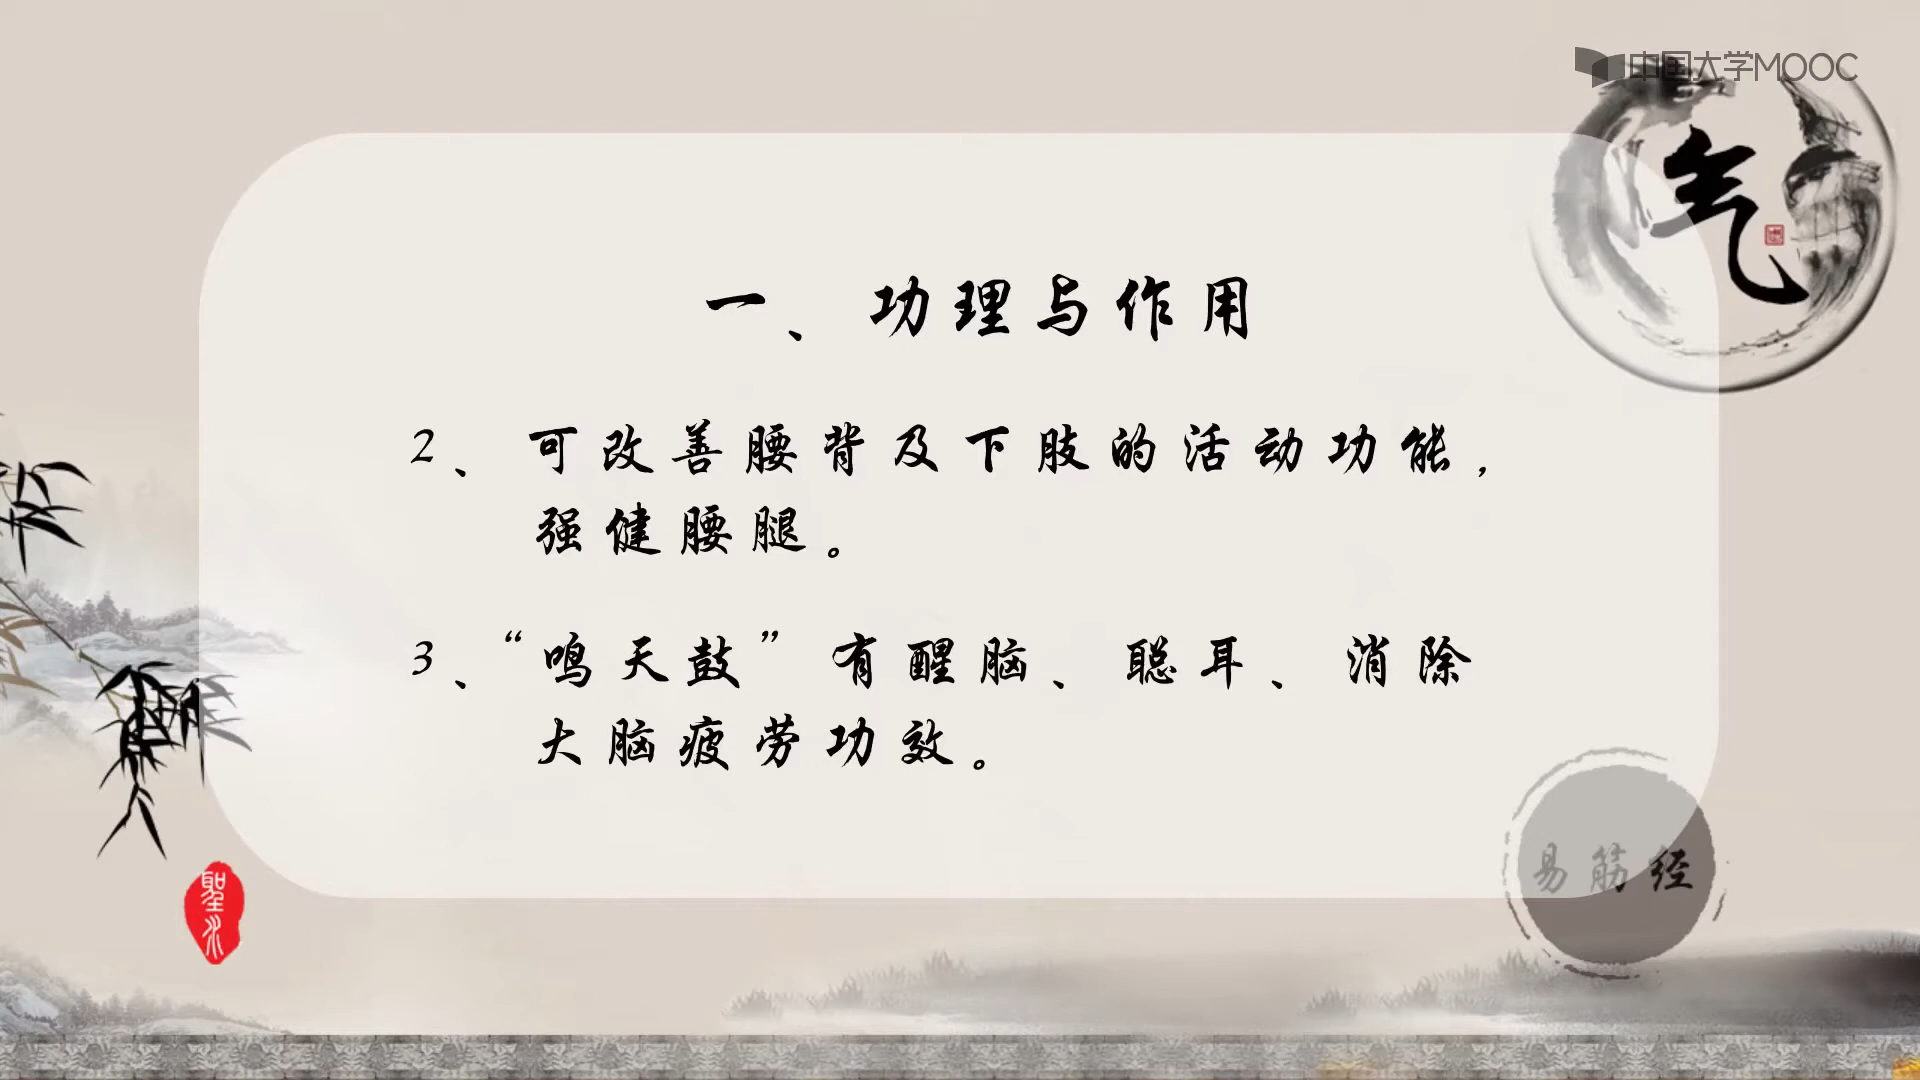 中国大学MOOC
气
一、功理与作用
2、可改善腰背及下肢的活动功能，
强健腰腿。
3、“鸣天鼓”有醒脑、聪耳、消除
大脑疲劳功效。
易筋经
聖水